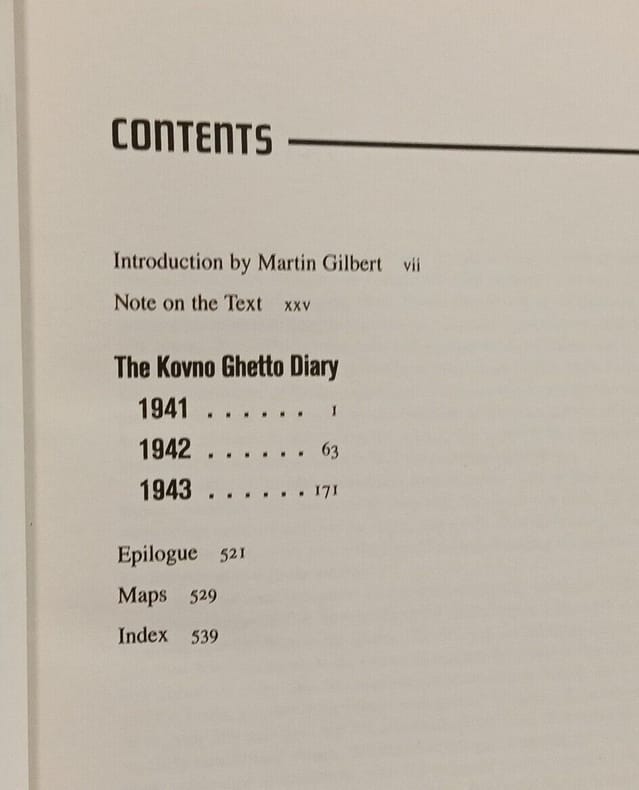 CONTENTS
Introduction by Martin Gilbert vii
Note on the Text xxv
The Kovno Ghetto Diary
1941 . . . . . . 1
1942 . . . . . . 63
1943 . . . . . . 171
Epilogue 521
Maps 529
Index 539